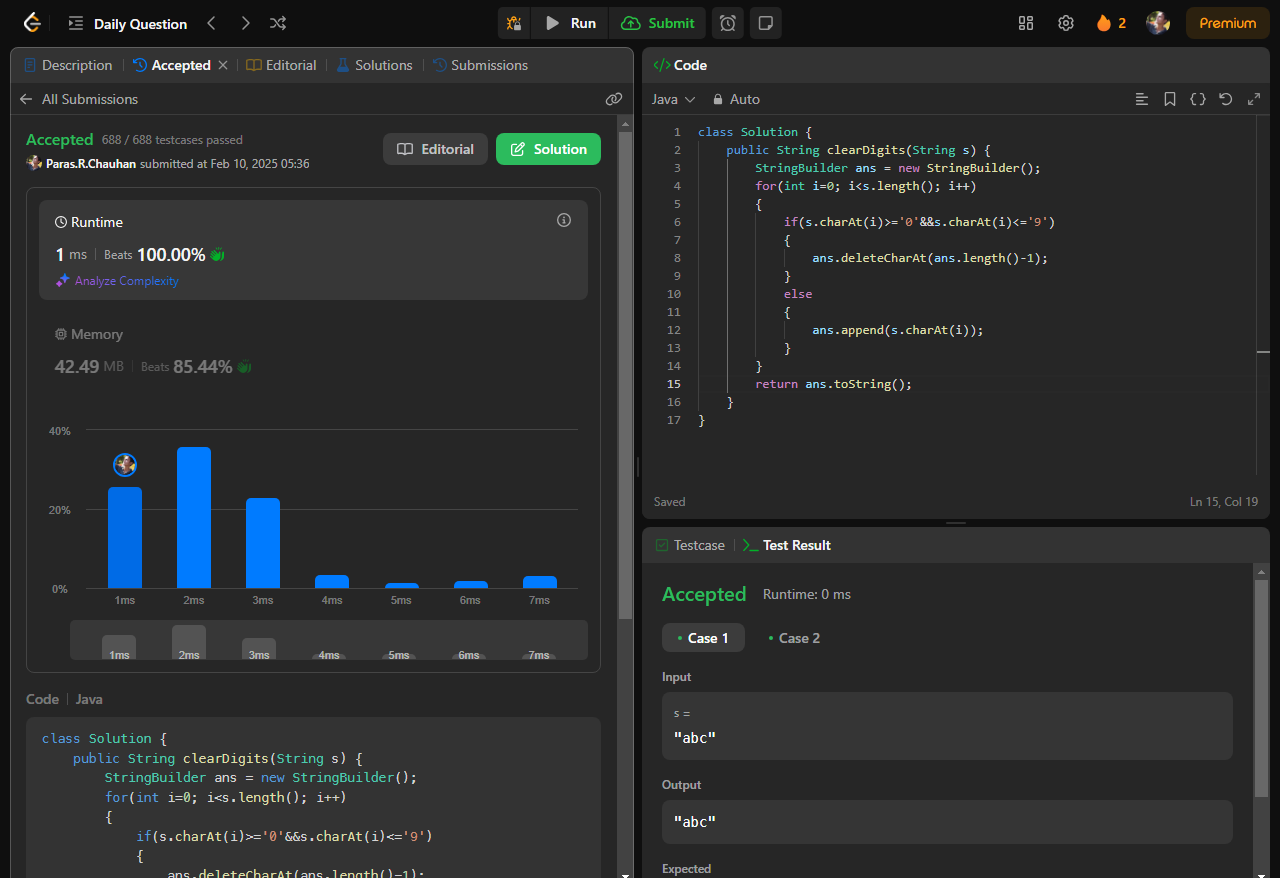 Daily Question
Run
Submit
2
Premium
Description
Accepted
Editorial
Solutions
Submissions
All Submissions
Accepted 688 / 688 testcases passed
Paras.R.Chauhan submitted at Feb 10, 2025 05:36
Editorial
Solution
Runtime
1 ms Beats 100.00%
Analyze Complexity
Memory
42.49 MB Beats 85.44%
40%
20%
0%
1ms 2ms 3ms 4ms 5ms 6ms 7ms
1ms 2ms 3ms 4ms 5ms 6ms 7ms
Code Java
class Solution {
    public String clearDigits(String s) {
        StringBuilder ans = new StringBuilder();
        for(int i=0; i<s.length(); i++)
        {
            if(s.charAt(i)>='0'&&s.charAt(i)<='9')
            {
                ans.deleteCharAt(ans.length()-1);
</> Code
Java Auto
1 class Solution {
2     public String clearDigits(String s) {
3         StringBuilder ans = new StringBuilder();
4         for(int i=0; i<s.length(); i++)
5         {
6             if(s.charAt(i)>='0'&&s.charAt(i)<='9')
7             {
8                 ans.deleteCharAt(ans.length()-1);
9             }
10             else
11             {
12                 ans.append(s.charAt(i));
13             }
14         }
15         return ans.toString();
16     }
17 }
Saved
Ln 15, Col 19
Testcase
Test Result
Accepted Runtime: 0 ms
• Case 1 • Case 2
Input
s =
"abc"
Output
"abc"
Expected